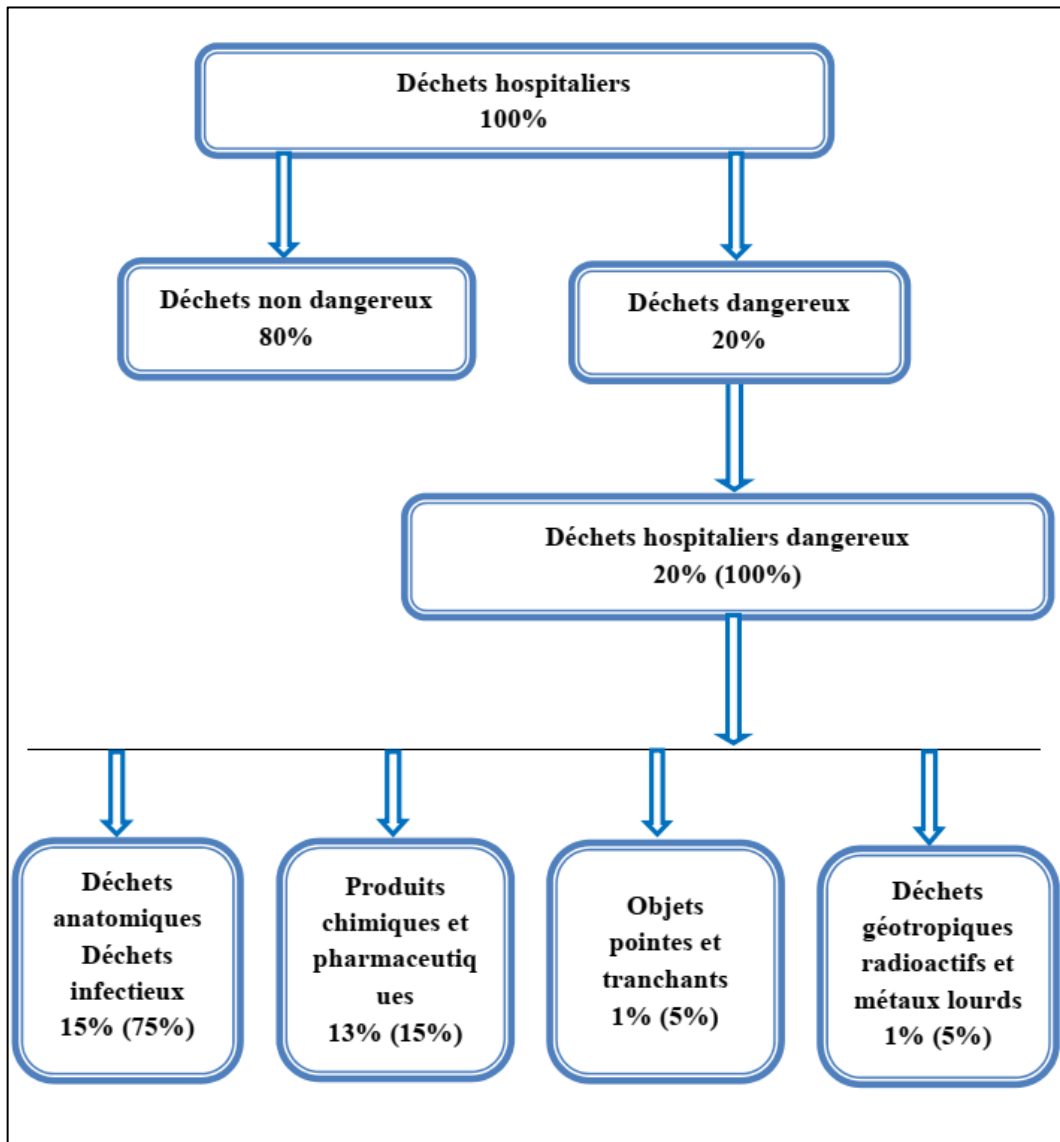 Déchets hospitaliers
100%
Déchets non dangereux
80%
Déchets dangereux
20%
Déchets hospitaliers dangereux
20% (100%)
Déchets
anatomiques
Déchets
infectieux
15% (75%)
Produits
chimiques et
pharmaceutiq
ues
13% (15%)
Objets
pointes et
tranchants
1% (5%)
Déchets
géotropiques
radioactifs et
métaux lourds
1% (5%)